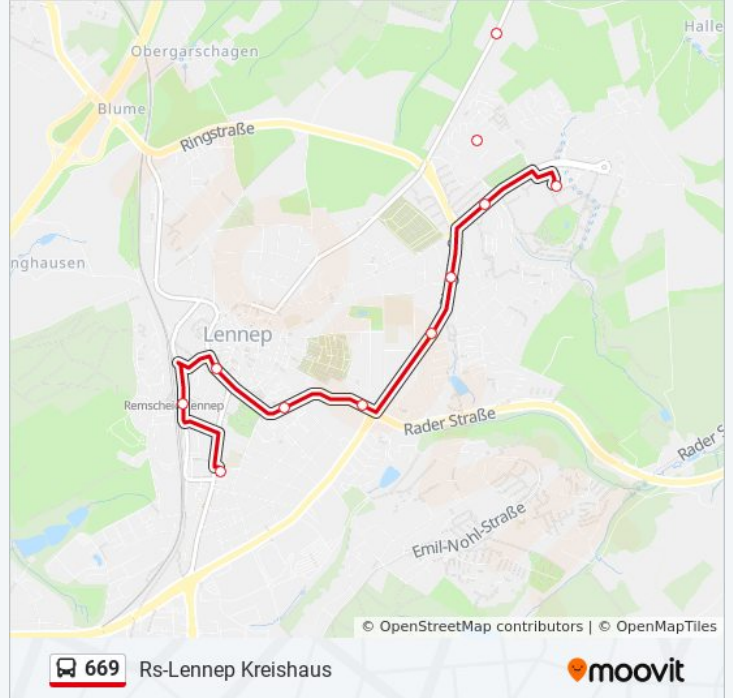 Halle
Obergarschagen
Blume
Ringstraße
nghausen
Lennep
Remscheid-Lennep
Rader Straße
Rader S
Emil-Nohl-Straße
© OpenStreetMap contributors | © OpenMapTiles
669 Rs-Lennep Kreishaus
moovit